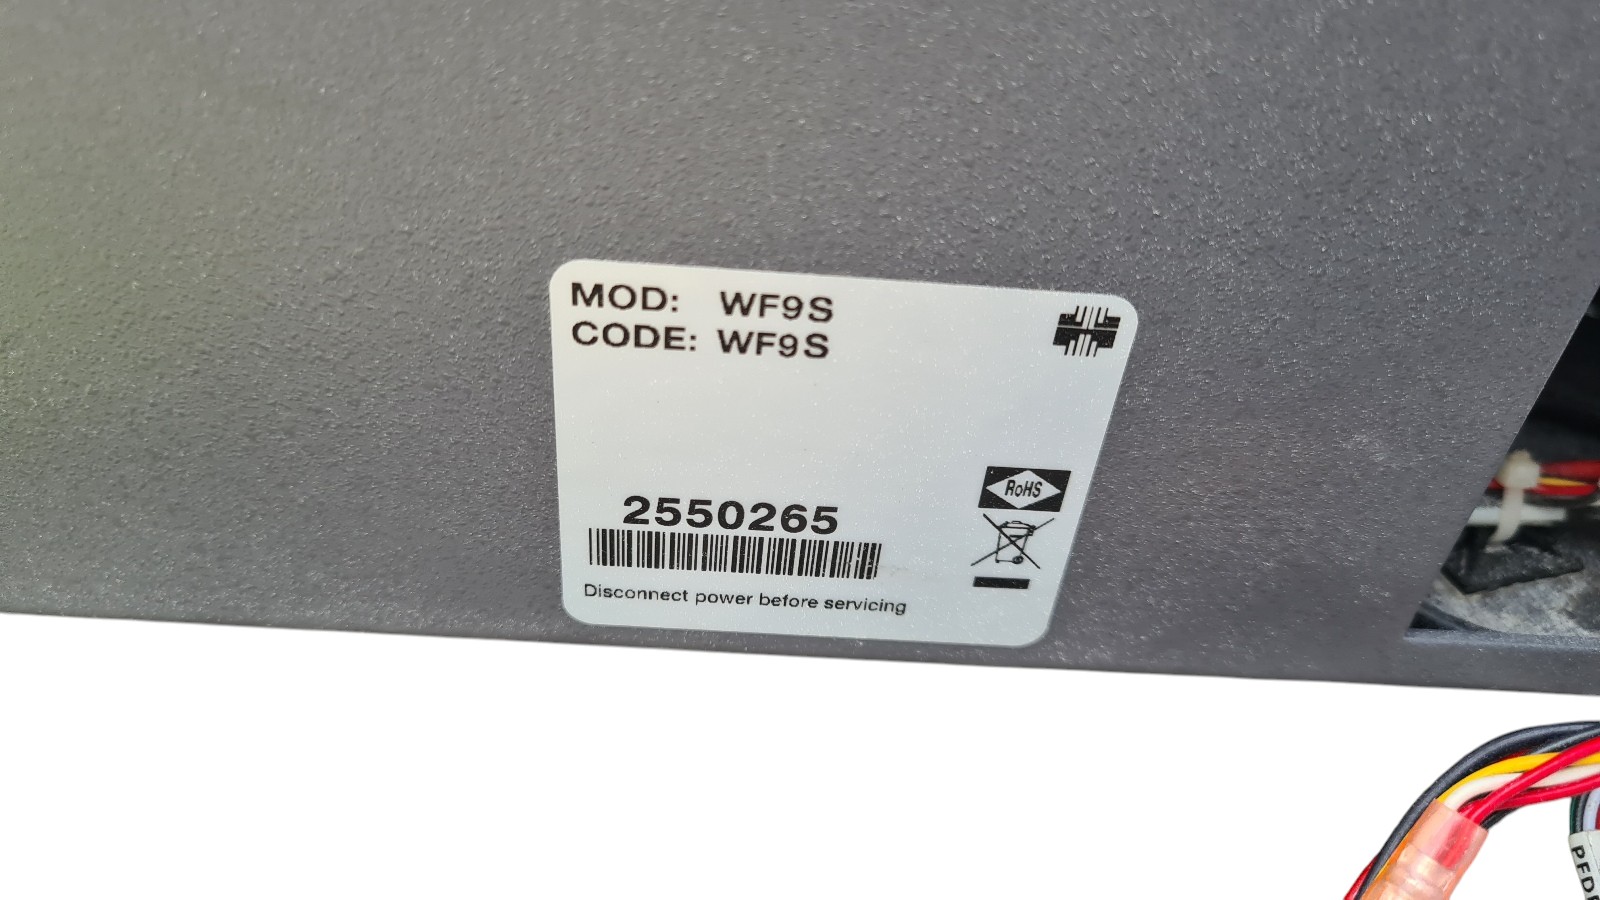 MOD: WF9S
CODE: WF9S
2550265
RoHS
Disconnect power before servicing